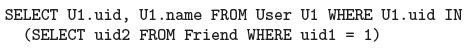 SELECT U1.uid, U1.name FROM User U1 WHERE U1.uid IN
(SELECT uid2 FROM Friend WHERE uid1 = 1)